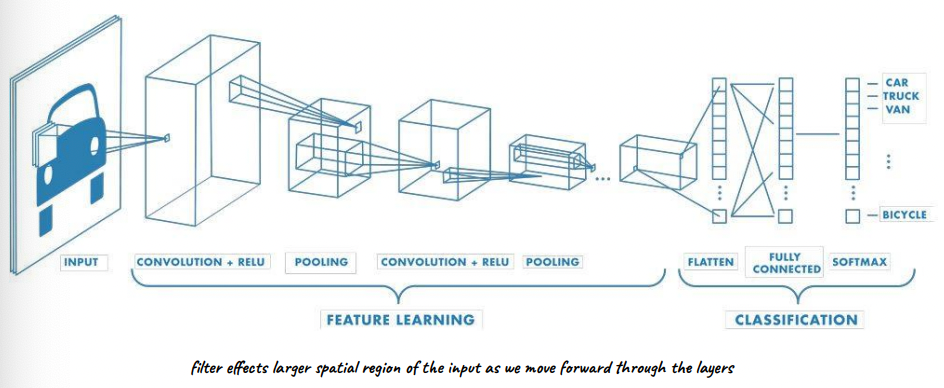 CAR
TRUCK
VAN
BICYCLE
INPUT
CONVOLUTION + RELU
POOLING
CONVOLUTION + RELU
POOLING
FLATTEN
FULLY
CONNECTED
SOFTMAX
FEATURE LEARNING
CLASSIFICATION
filter effects larger spatial region of the input as we move forward through the layers